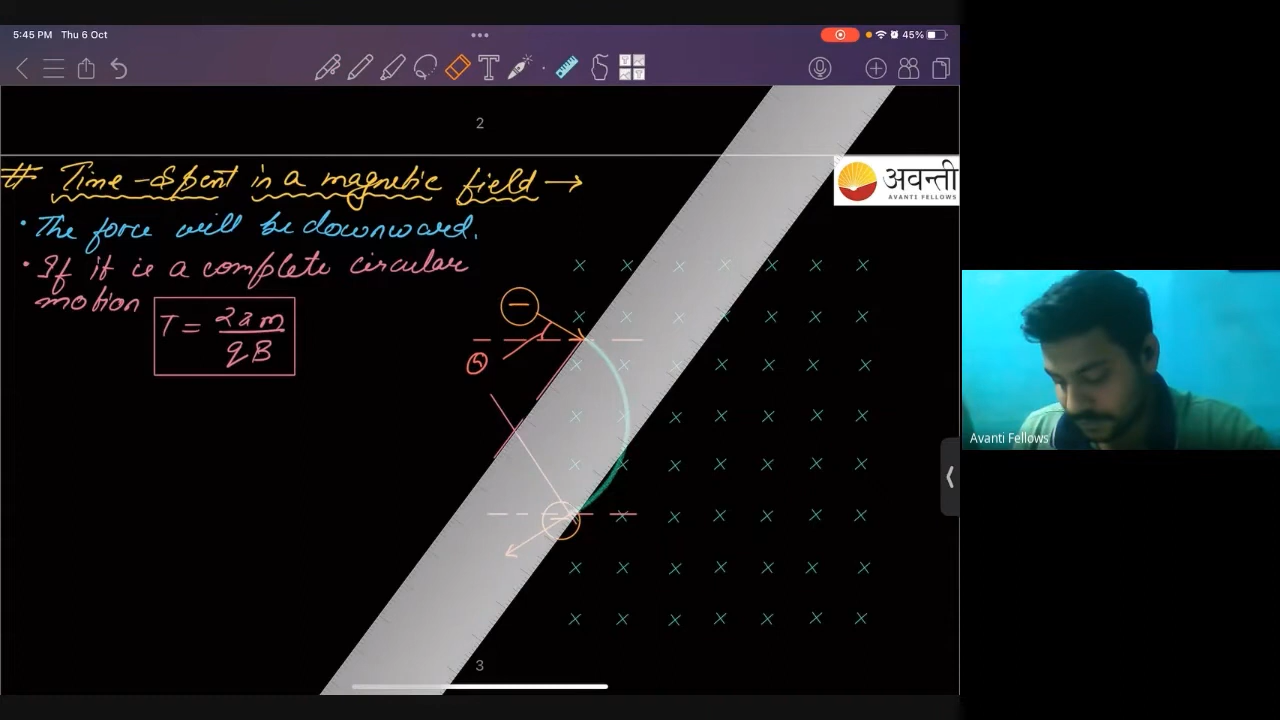 5:45 PM Thu 6 Oct
45%
2
# Time-Spent in a magnetic field →
अवन्ती
AVANTI FELLOWS
• The force will be downward.
• If it is a complete circular
motion
T = 2πm / qB
Avanti Fellows
3